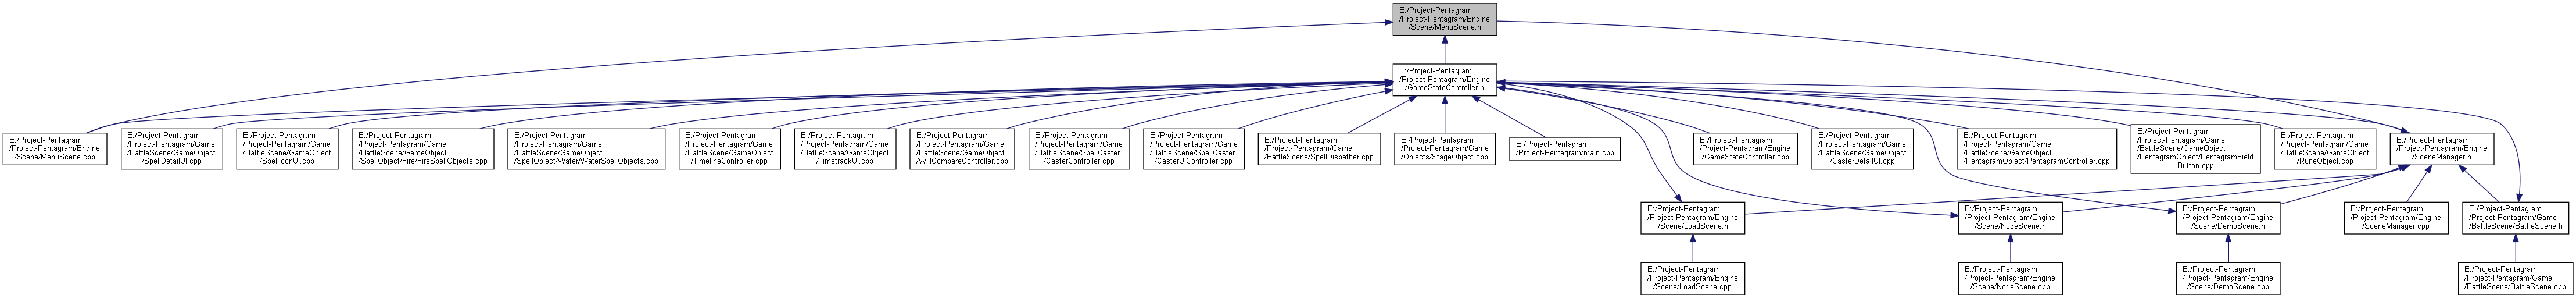 E:/Project-Pentagram
/Project-Pentagram/Engine
/Scene/MenuScene.h
E:/Project-Pentagram
/Project-Pentagram/Engine
/GameStateController.h
E:/Project-Pentagram
/Project-Pentagram/Engine
/Scene/MenuScene.cpp
E:/Project-Pentagram
/Project-Pentagram/Game
/BattleScene/GameObject
/SpellDetailUI.cpp
E:/Project-Pentagram
/Project-Pentagram/Game
/BattleScene/GameObject
/SpellIconUI.cpp
E:/Project-Pentagram
/Project-Pentagram/Game
/BattleScene/GameObject
/SpellObject/Fire/FireSpellObjects.cpp
E:/Project-Pentagram
/Project-Pentagram/Game
/BattleScene/GameObject
/SpellObject/Water/WaterSpellObjects.cpp
E:/Project-Pentagram
/Project-Pentagram/Game
/BattleScene/GameObject
/TimelineController.cpp
E:/Project-Pentagram
/Project-Pentagram/Game
/BattleScene/GameObject
/TimetrackUI.cpp
E:/Project-Pentagram
/Project-Pentagram/Game
/BattleScene/GameObject
/WillCompareController.cpp
E:/Project-Pentagram
/Project-Pentagram/Game
/BattleScene/SpellCaster
/CasterController.cpp
E:/Project-Pentagram
/Project-Pentagram/Game
/BattleScene/SpellCaster
/CasterUIController.cpp
E:/Project-Pentagram
/Project-Pentagram/Game
/BattleScene/SpellDispather.cpp
E:/Project-Pentagram
/Project-Pentagram/Game
/Objects/StageObject.cpp
E:/Project-Pentagram
/Project-Pentagram/main.cpp
E:/Project-Pentagram
/Project-Pentagram/Engine
/GameStateController.cpp
E:/Project-Pentagram
/Project-Pentagram/Game
/BattleScene/GameObject
/CasterDetailUI.cpp
E:/Project-Pentagram
/Project-Pentagram/Game
/BattleScene/GameObject
/PentagramObject/PentagramController.cpp
E:/Project-Pentagram
/Project-Pentagram/Game
/BattleScene/GameObject
/PentagramObject/PentagramField
Button.cpp
E:/Project-Pentagram
/Project-Pentagram/Game
/BattleScene/GameObject
/RuneObject.cpp
E:/Project-Pentagram
/Project-Pentagram/Engine
/SceneManager.h
E:/Project-Pentagram
/Project-Pentagram/Engine
/Scene/LoadScene.h
E:/Project-Pentagram
/Project-Pentagram/Engine
/Scene/NodeScene.h
E:/Project-Pentagram
/Project-Pentagram/Engine
/Scene/DemoScene.h
E:/Project-Pentagram
/Project-Pentagram/Engine
/SceneManager.cpp
E:/Project-Pentagram
/Project-Pentagram/Game
/BattleScene/BattleScene.h
E:/Project-Pentagram
/Project-Pentagram/Engine
/Scene/LoadScene.cpp
E:/Project-Pentagram
/Project-Pentagram/Engine
/Scene/NodeScene.cpp
E:/Project-Pentagram
/Project-Pentagram/Engine
/Scene/DemoScene.cpp
E:/Project-Pentagram
/Project-Pentagram/Game
/BattleScene/BattleScene.cpp